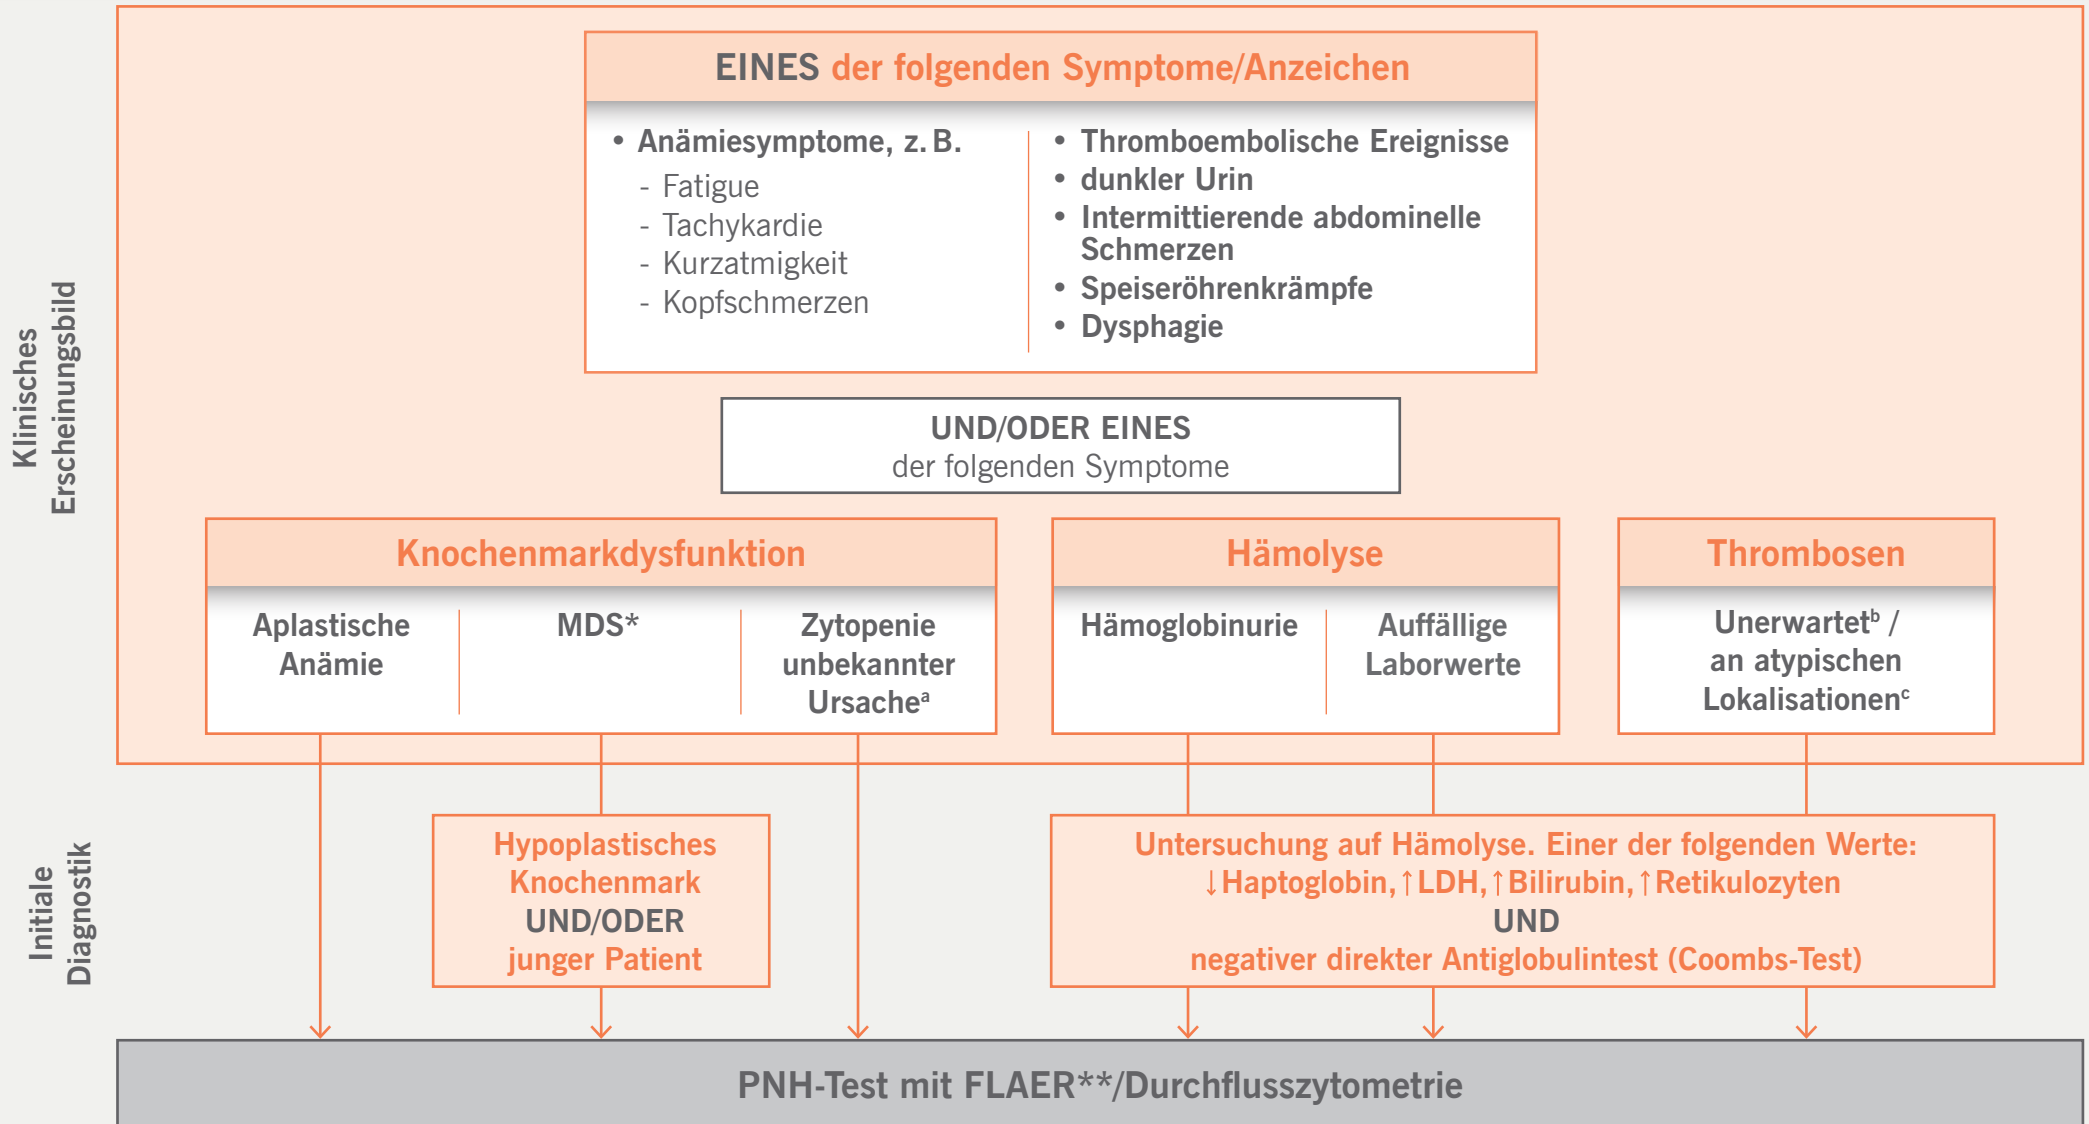 EINES der folgenden Symptome/Anzeichen
• Anämiesymptome, z. B.
- Fatigue
- Tachykardie
- Kurzatmigkeit
- Kopfschmerzen
• Thromboembolische Ereignisse
• dunkler Urin
• Intermittierende abdominelle
Schmerzen
• Speiseröhrenkrämpfe
• Dysphagie
Klinisches
Erscheinungsbild
UND/ODER EINES
der folgenden Symptome
Knochenmarkdysfunktion
Aplastische
Anämie
MDS*
Zytopenie
unbekannter
Ursacheᵃ
Hämolyse
Hämoglobinurie
Auffällige
Laborwerte
Thrombosen
Unerwartetᵇ /
an atypischen
Lokalisationenᶜ
Initiale
Diagnostik
Hypoplastisches
Knochenmark
UND/ODER
junger Patient
Untersuchung auf Hämolyse. Einer der folgenden Werte:
↓Haptoglobin, ↑LDH, ↑Bilirubin, ↑Retikulozyten
UND
negativer direkter Antiglobulintest (Coombs-Test)
PNH-Test mit FLAER**/Durchflusszytometrie